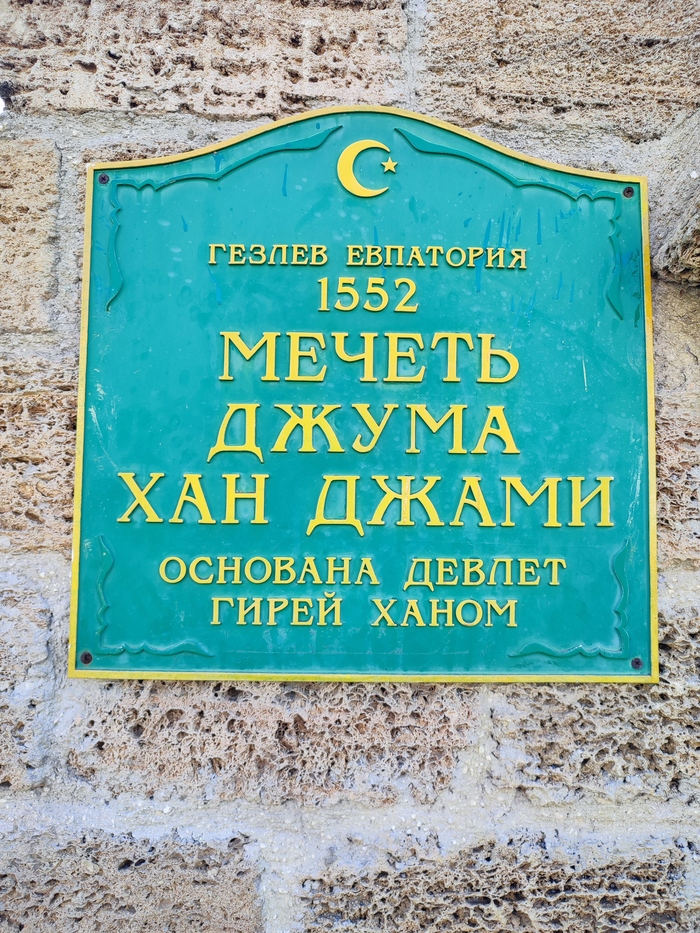 ГЕЗЛЕВ ЕВПАТОРИЯ
1552
МЕЧЕТЬ
ДЖУМА
ХАН ДЖАМИ
ОСНОВАНА ДЕВЛЕТ
ГИРЕЙ ХАНОМ